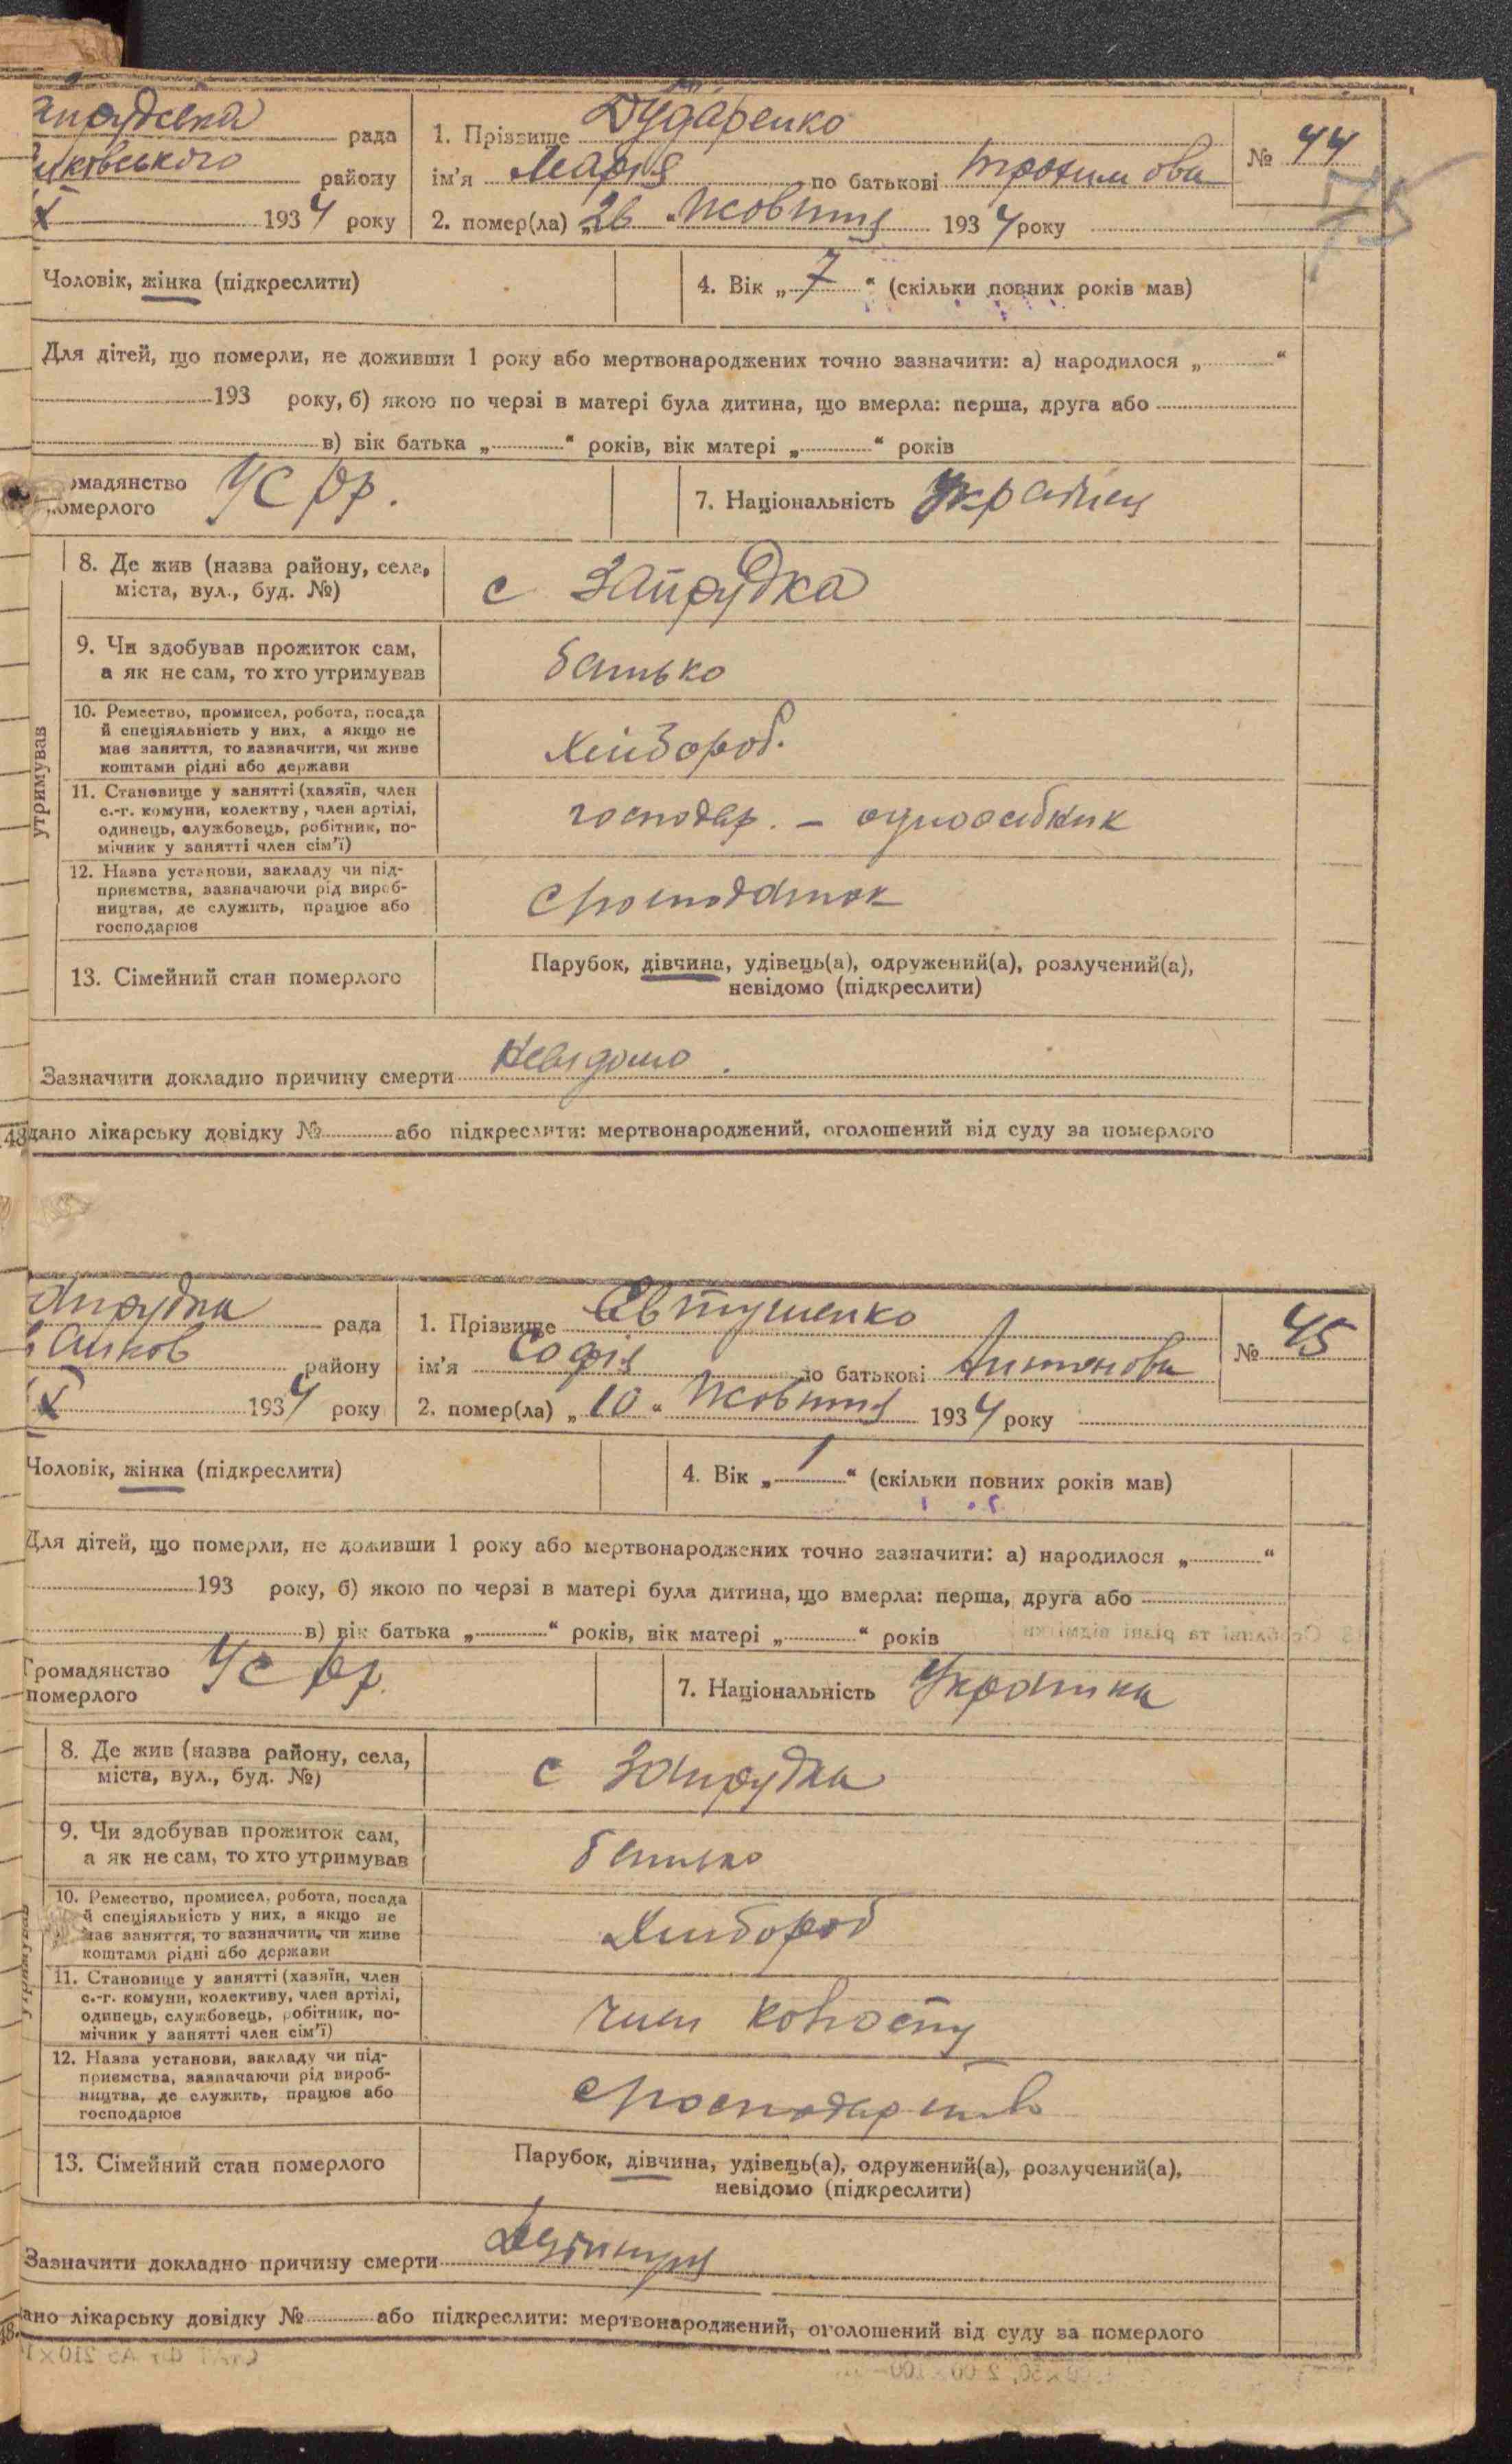 рада
району
193 4 року
1. Прізвище Дударенко
ім'я Марія по батькові Трохимова
2. помер(ла) „26“ Жовтня 1934 року
№ 44
Чоловік, жінка (підкреслити)
4. Вік „7“ (скільки повних років мав)
Для дітей, що померли, не доживши 1 року або мертвонароджених точно зазначити: а) народилося „ “
193 року, б) якою по черзі в матері була дитина, що вмерла: перша, друга або
в) вік батька „ “ років, вік матері „ “ років
омадянство померлого УСРР.
7. Національність Українец
8. Де жив (назва району, села, міста, вул., буд. №)
с Запрудка
9. Чи здобував прожиток сам, а як не сам, то хто утримував
батько
утримував
10. Ремество, промисел, робота, посада й спеціяльність у них, а якщо не має заняття, то зазначити, чи живе коштами рідні або держави
хлібороб.
11. Становище у занятті (хазяїн, член с.-г. комуни, колектву, член артілі, одинець, службовець, робітник, помічник у занятті член сім'ї)
господар. – одноосібник
12. Назва установи, закладу чи підприємства, зазначаючи рід виробництва, де служить, працює або господарює
13. Сімейний стан померлого
Парубок, дівчина, удівець(а), одружений(а), розлучений(а),
невідомо (підкреслити)
Зазначити докладно причину смерти Невідомо.
дано лікарську довідку № або підкреслити: мертвонароджений, оголошений від суду за померлого
рада
району
193 4 року
1. Прізвище Евтушенко
ім'я Софія по батькові Антонова
2. помер(ла) „10“ Жовтня 1934 року
№ 45
Чоловік, жінка (підкреслити)
4. Вік „1“ (скільки повних років мав)
Для дітей, що померли, не доживши 1 року або мертвонароджених точно зазначити: а) народилося „ “
193 року, б) якою по черзі в матері була дитина, що вмерла: перша, друга або
в) вік батька „ “ років, вік матері „ “ років
Громадянство померлого УСРР.
7. Національність Українка
8. Де жив (назва району, села, міста, вул., буд. №)
с Запрудка
9. Чи здобував прожиток сам, а як не сам, то хто утримував
батько
10. Ремество, промисел, робота, посада й спеціяльність у них, а якщо не має заняття, то зазначити, чи живе коштами рідні або держави
хлібороб
11. Становище у занятті (хазяїн, член с.-г. комуни, колективу, член артілі, одинець, службовець, робітник, помічник у занятті член сім'ї)
член
12. Назва установи, закладу чи підприємства, зазначаючи рід виробництва, де служить, працює або господарює
13. Сімейний стан померлого
Парубок, дівчина, удівець(а), одружений(а), розлучений(а),
невідомо (підкреслити)
Зазначити докладно причину смерти
ано лікарську довідку № або підкреслити: мертвонароджений, оголошений від суду за померлого